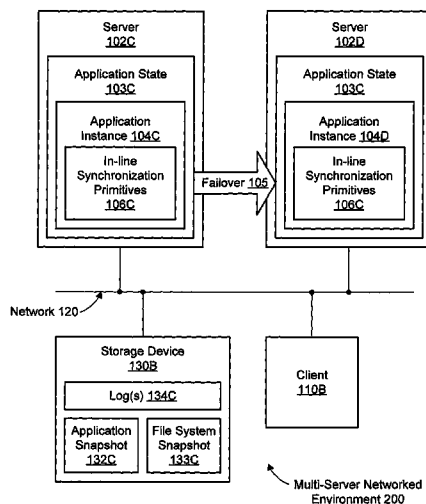 Server
102C
Application State
103C
Application
Instance 104C
In-line
Synchronization
Primitives
106C
Failover 105
Server
102D
Application State
103C
Application
Instance 104D
In-line
Synchronization
Primitives
106C
Network 120
Storage Device
130B
Log(s) 134C
Application
Snapshot
132C
File System
Snapshot
133C
Client
110B
Multi-Server Networked
Environment 200